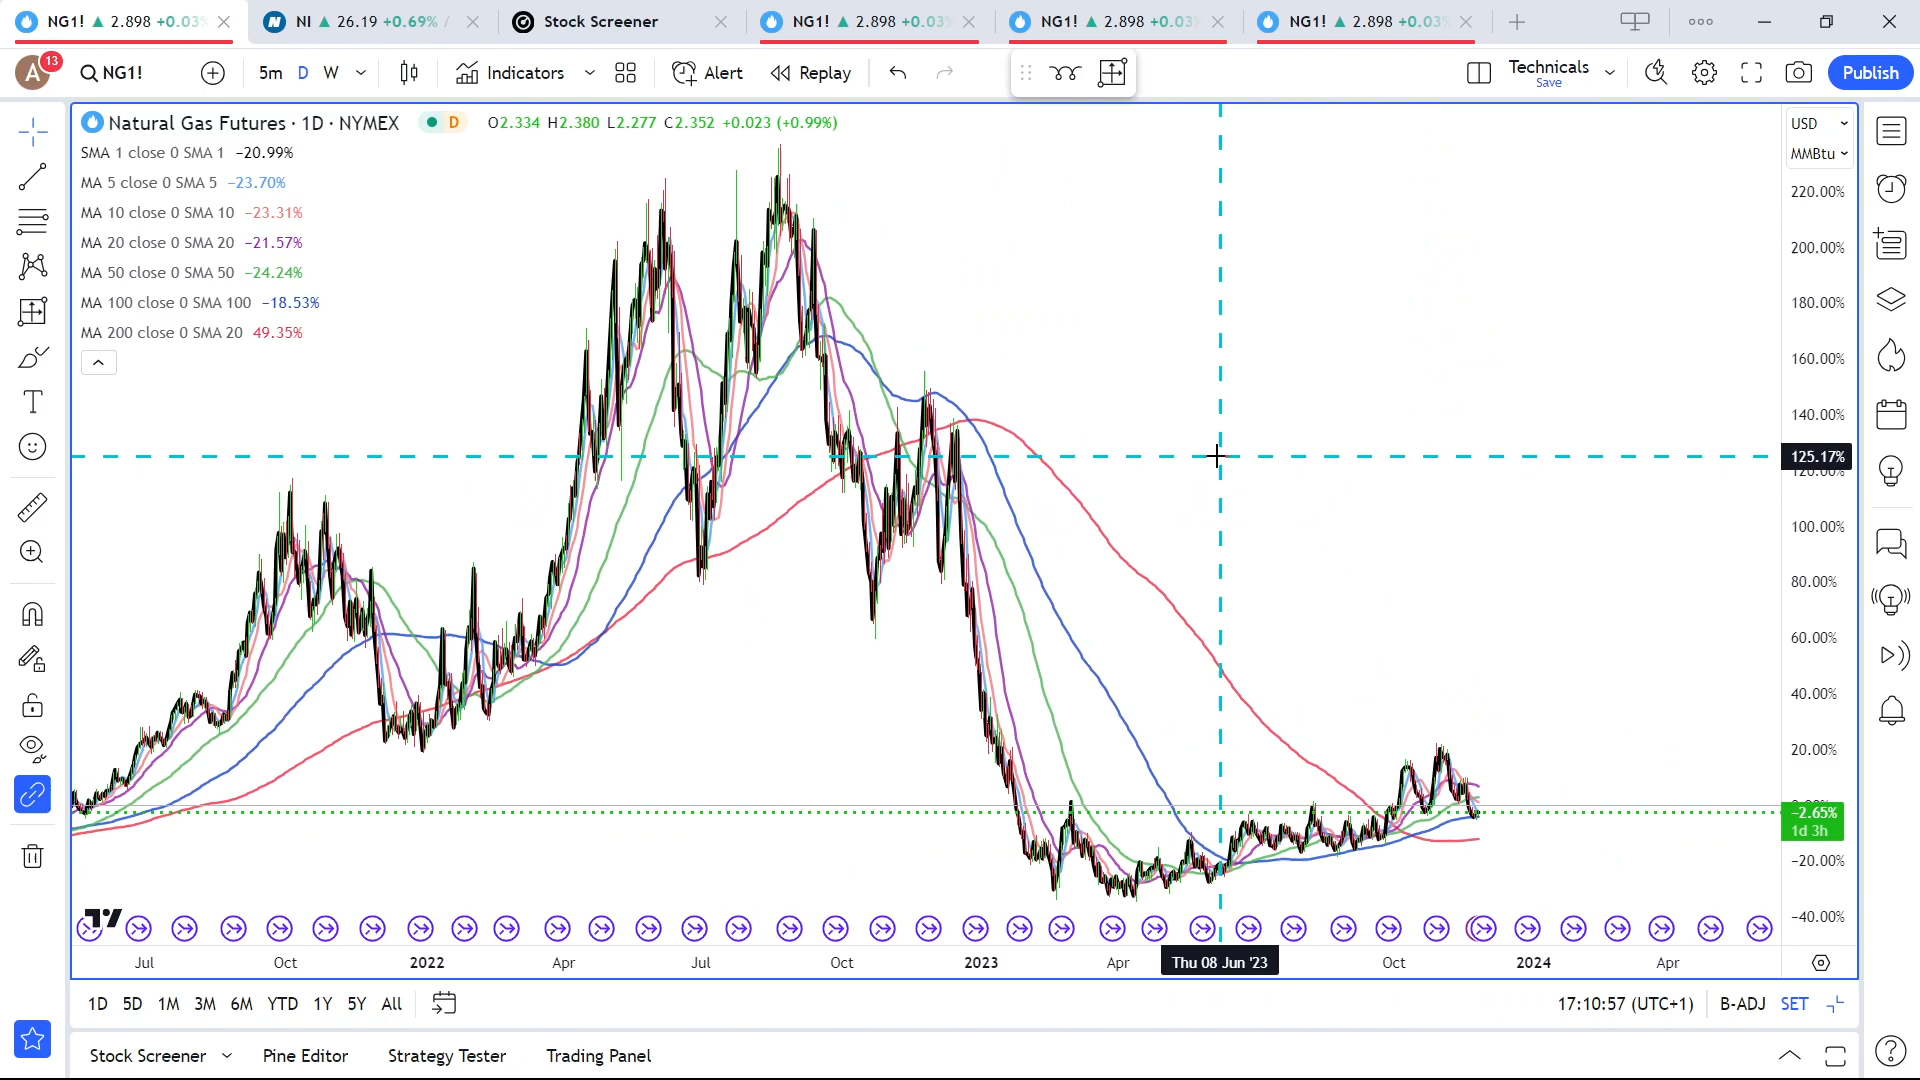 NG1! ▲ 2.898 +0.03
NI ▲ 26.19 +0.69% /
Stock Screener
NG1! ▲ 2.898 +0.03
NG1! ▲ 2.898 +0.03
NG1! ▲ 2.898 +0.03
A 13
NG1!
5m D W
Indicators
Alert
Replay
Technicals
Save
Publish
Natural Gas Futures · 1D · NYMEX D O2.334 H2.380 L2.277 C2.352 +0.023 (+0.99%)
SMA 1 close 0 SMA 1 −20.99%
MA 5 close 0 SMA 5 −23.70%
MA 10 close 0 SMA 10 −23.31%
MA 20 close 0 SMA 20 −21.57%
MA 50 close 0 SMA 50 −24.24%
MA 100 close 0 SMA 100 −18.53%
MA 200 close 0 SMA 20 49.35%
USD
MMBtu
220.00%
200.00%
180.00%
160.00%
140.00%
125.17%
120.00%
100.00%
80.00%
60.00%
40.00%
20.00%
0.00%
−2.65%
1d 3h
−20.00%
−40.00%
Jul Oct 2022 Apr Jul Oct 2023 Apr Thu 08 Jun '23 Oct 2024 Apr
1D 5D 1M 3M 6M YTD 1Y 5Y All
17:10:57 (UTC+1) B-ADJ SET
Stock Screener Pine Editor Strategy Tester Trading Panel